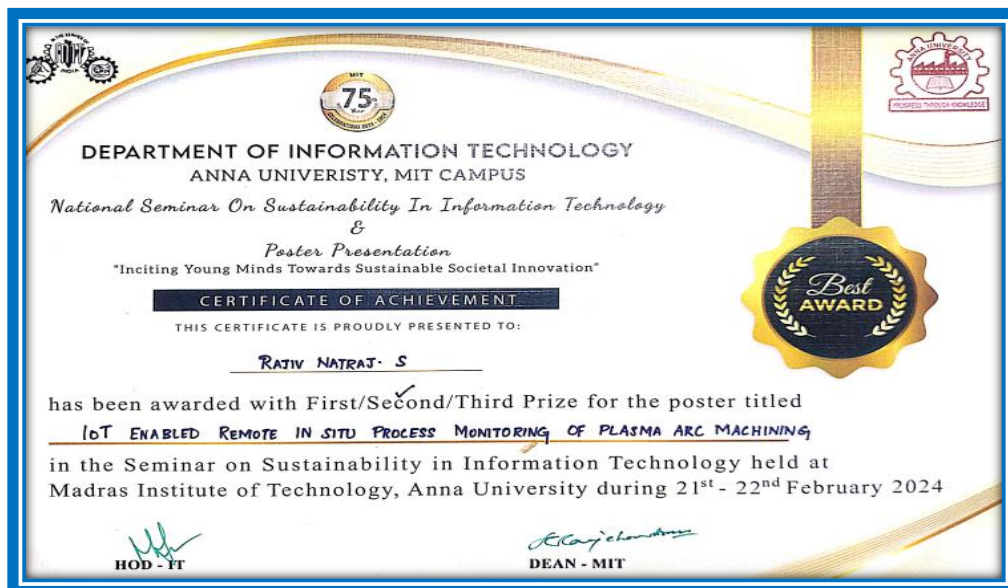 INDIA
ANNA UNIVERSITY
PROGRESS THROUGH KNOWLEDGE
MIT
75
DEPARTMENT OF INFORMATION TECHNOLOGY
ANNA UNIVERISTY, MIT CAMPUS
National Seminar On Sustainability In Information Technology
&
Poster Presentation
"Inciting Young Minds Towards Sustainable Societal Innovation"
CERTIFICATE OF ACHIEVEMENT
THIS CERTIFICATE IS PROUDLY PRESENTED TO:
RAJIV NATRAJ. S
Best
AWARD
has been awarded with First/Second/Third Prize for the poster titled
IOT ENABLED REMOTE IN SITU PROCESS MONITORING OF PLASMA ARC MACHINING
in the Seminar on Sustainability in Information Technology held at
Madras Institute of Technology, Anna University during 21st - 22nd February 2024
HOD - IT
DEAN - MIT